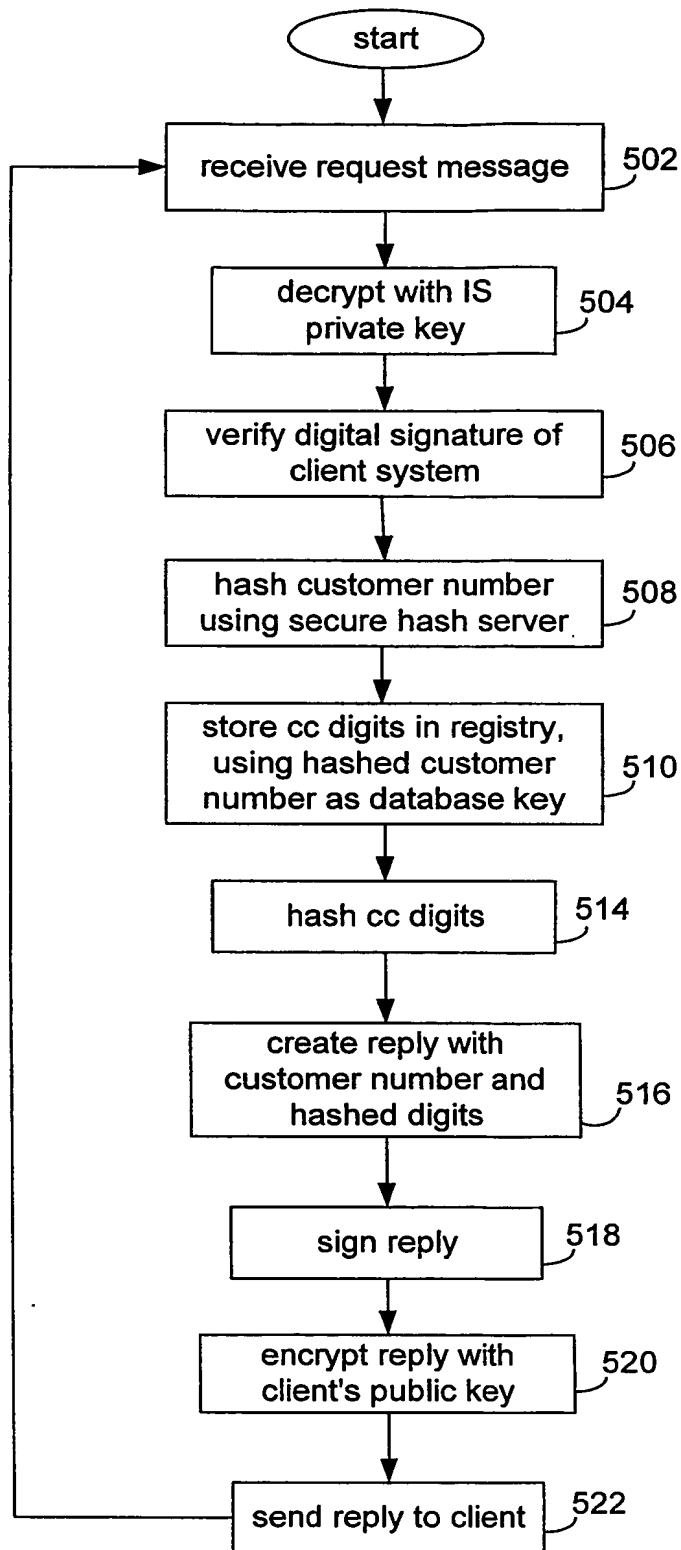 start
receive request message
502
decrypt with IS
private key
504
verify digital signature of
client system
506
hash customer number
using secure hash server
508
store cc digits in registry,
using hashed customer
number as database key
510
hash cc digits
514
create reply with
customer number and
hashed digits
516
sign reply
518
encrypt reply with
client's public key
520
send reply to client
522